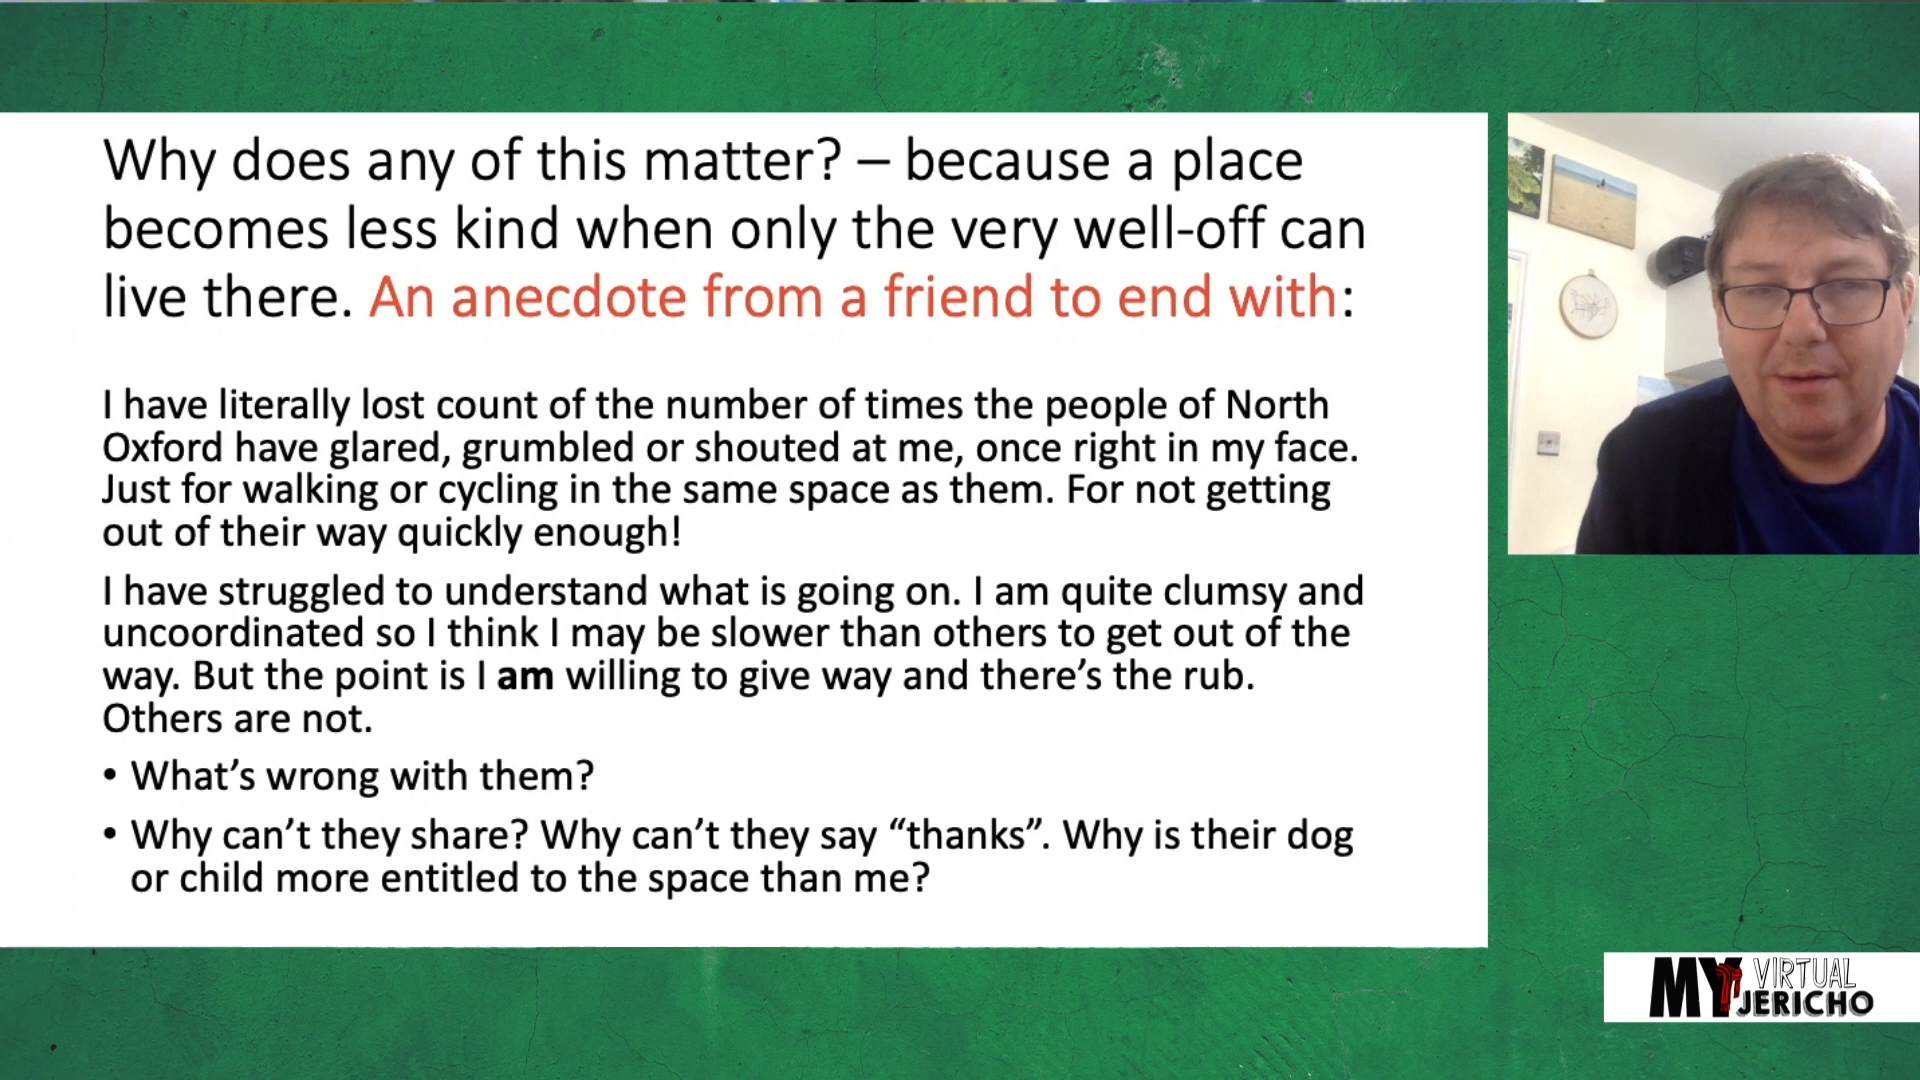 Why does any of this matter? – because a place
becomes less kind when only the very well-off can
live there. An anecdote from a friend to end with:
I have literally lost count of the number of times the people of North
Oxford have glared, grumbled or shouted at me, once right in my face.
Just for walking or cycling in the same space as them. For not getting
out of their way quickly enough!
I have struggled to understand what is going on. I am quite clumsy and
uncoordinated so I think I may be slower than others to get out of the
way. But the point is I am willing to give way and there’s the rub.
Others are not.
• What’s wrong with them?
• Why can’t they share? Why can’t they say “thanks”. Why is their dog
or child more entitled to the space than me?
MY VIRTUAL
JERICHO